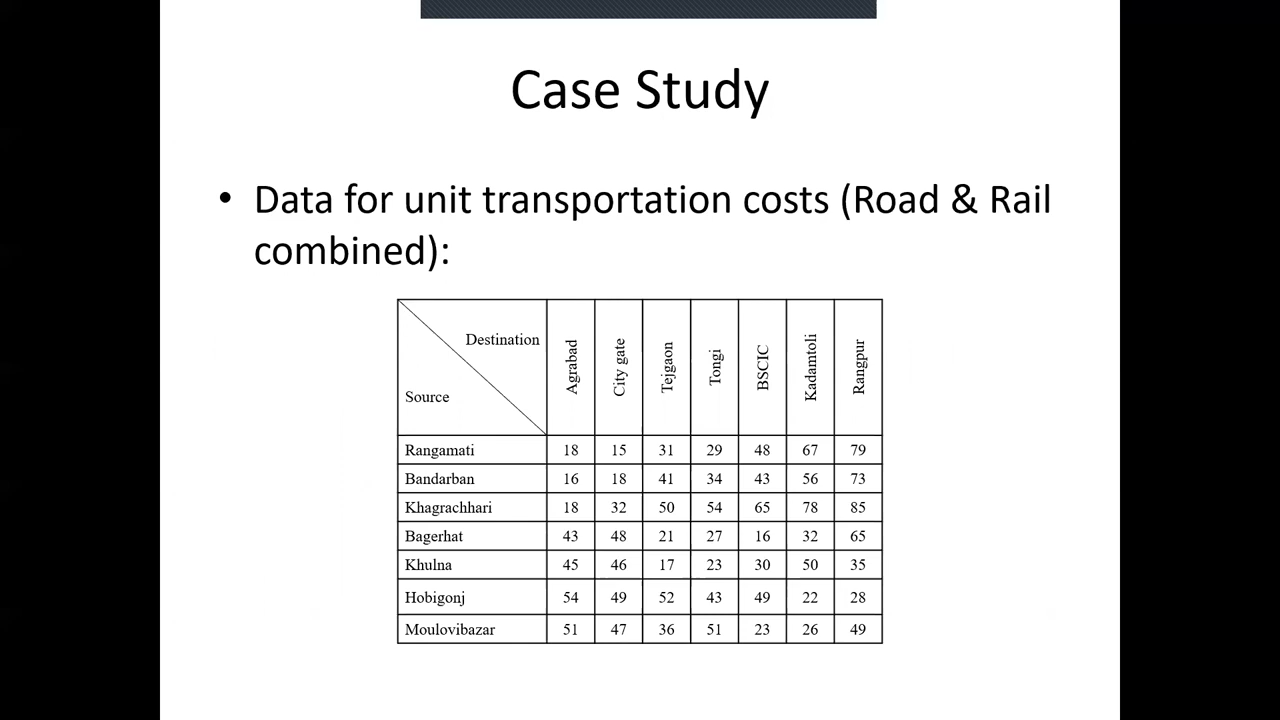 Case Study
• Data for unit transportation costs (Road & Rail
combined):
Destination
Source
Agrabad City gate Tejgaon Tongi BSCIC Kadamtoli Rangpur
Rangamati 18 15 31 29 48 67 79
Bandarban 16 18 41 34 43 56 73
Khagrachhari 18 32 50 54 65 78 85
Bagerhat 43 48 21 27 16 32 65
Khulna 45 46 17 23 30 50 35
Hobigonj 54 49 52 43 49 22 28
Moulovibazar 51 47 36 51 23 26 49